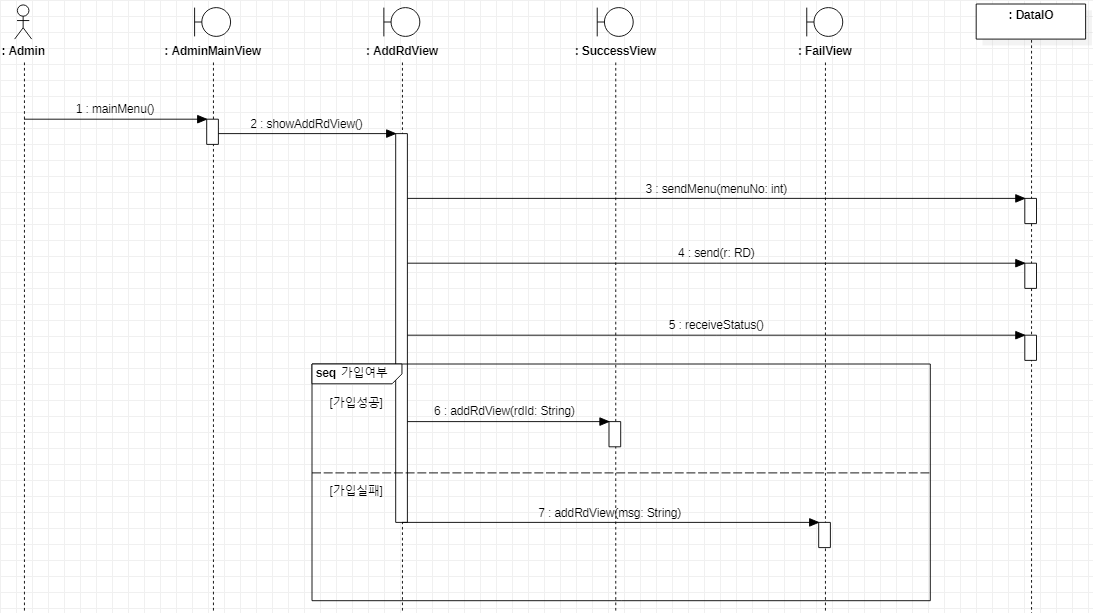 : Admin
: AdminMainView
: AddRdView
: SuccessView
: FailView
: DataIO
1 : mainMenu()
2 : showAddRdView()
3 : sendMenu(menuNo: int)
4 : send(r: RD)
5 : receiveStatus()
seq 가입여부
[가입성공]
6 : addRdView(rdId: String)
[가입실패]
7 : addRdView(msg: String)